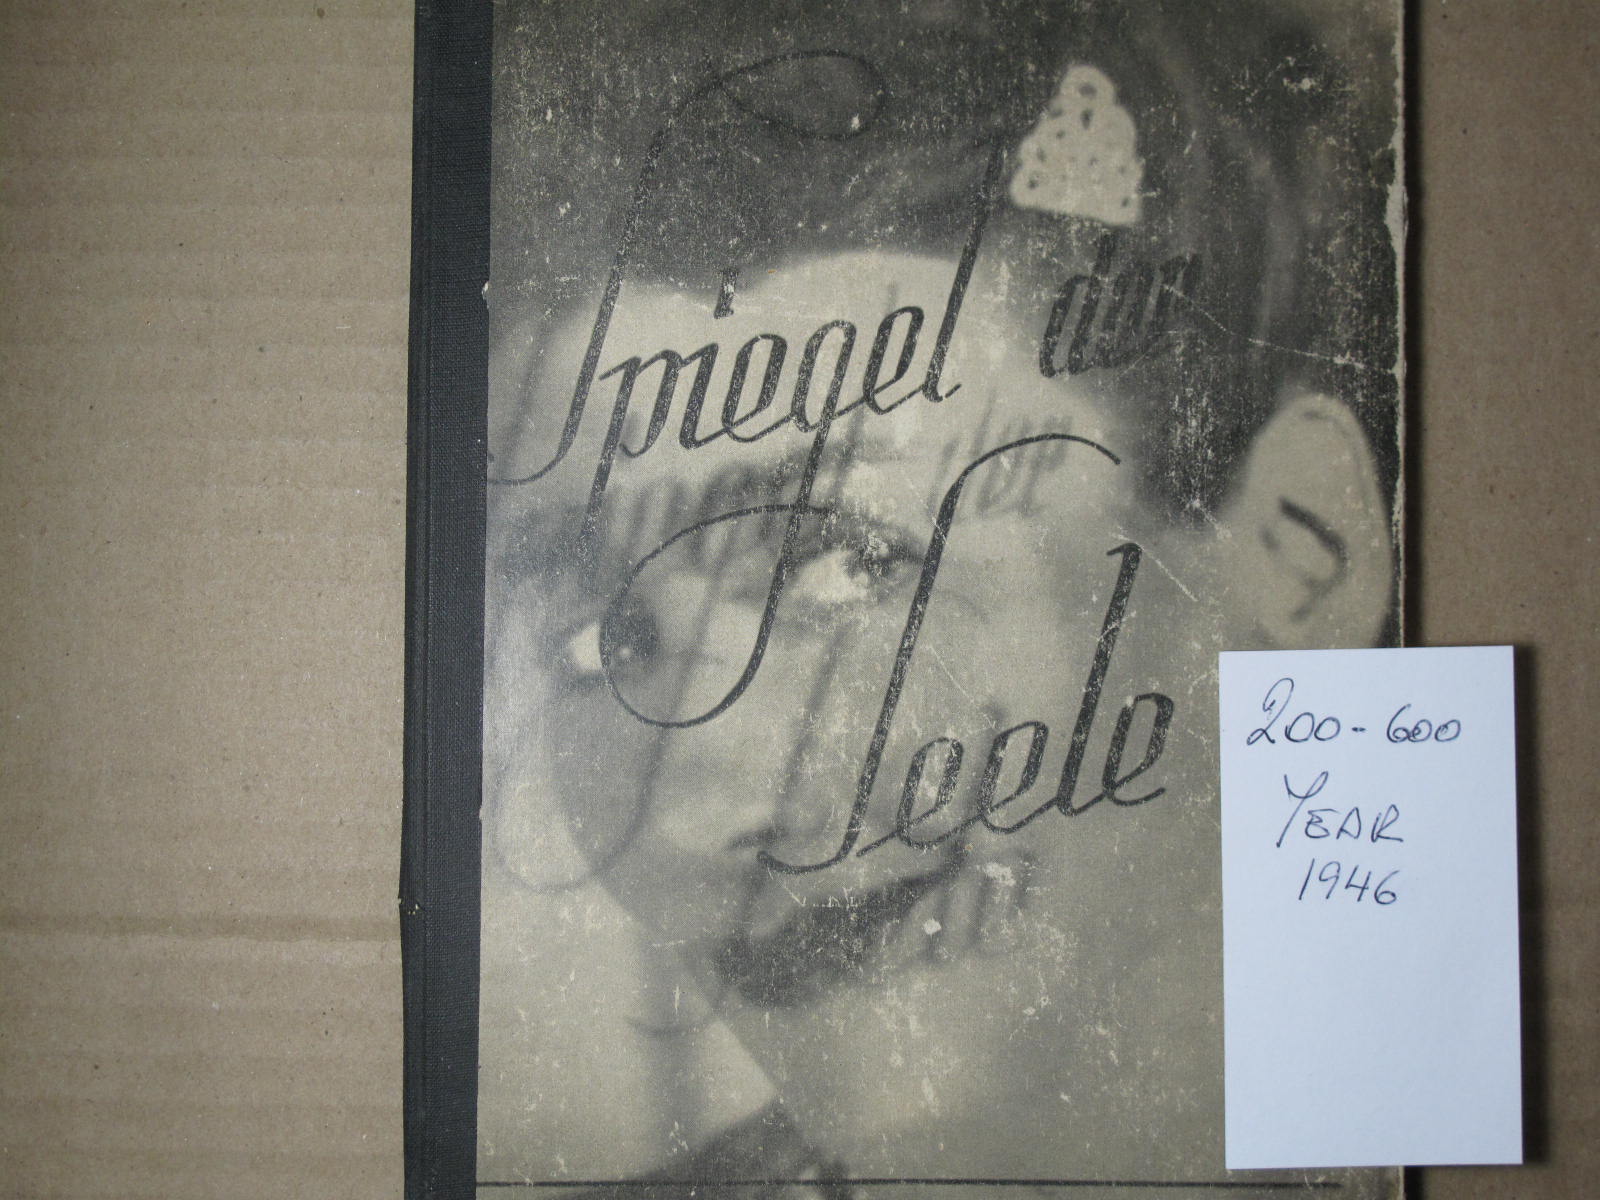 Spiegel der
Seele
200-600
YEAR
1946